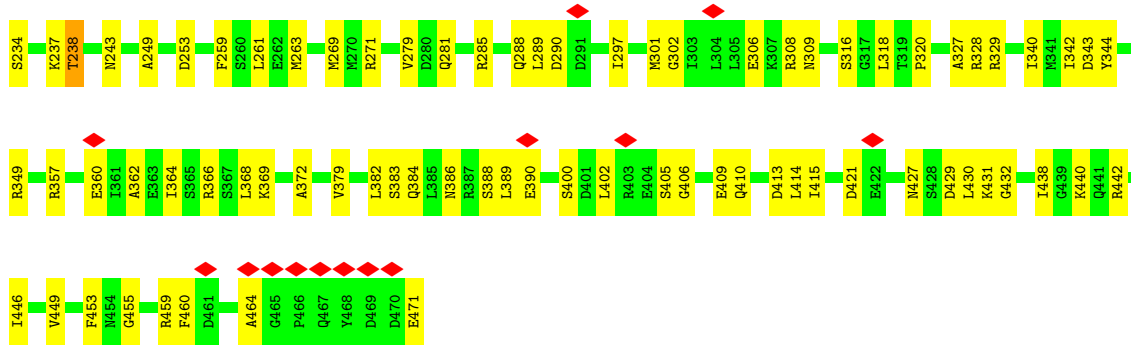 S234 K237 T238 N243 A249 D253 F259 S260 L261 E262 M263 M269 M270 R271 V279 D280 Q281 R285 Q288 L289 D290 D291 I297 M301 G302 I303 L304 L305 E306 K307 R308 N309 S316 G317 L318 T319 P320 A327 R328 R329 I340 M341 I342 D343 Y344
R349 R357 E360 I361 A362 E363 I364 S365 R366 S367 L368 K369 A372 V379 L382 S383 Q384 L385 N386 R387 S388 L389 E390 S400 D401 L402 R403 E404 S405 G406 E409 Q410 D413 L414 I415 D421 E422 N427 S428 D429 L430 K431 G432 I438 G439 K440 Q441 R442
I446 V449 F453 N454 G455 R459 F460 D461 A464 G465 P466 Q467 Y468 D469 D470 E471